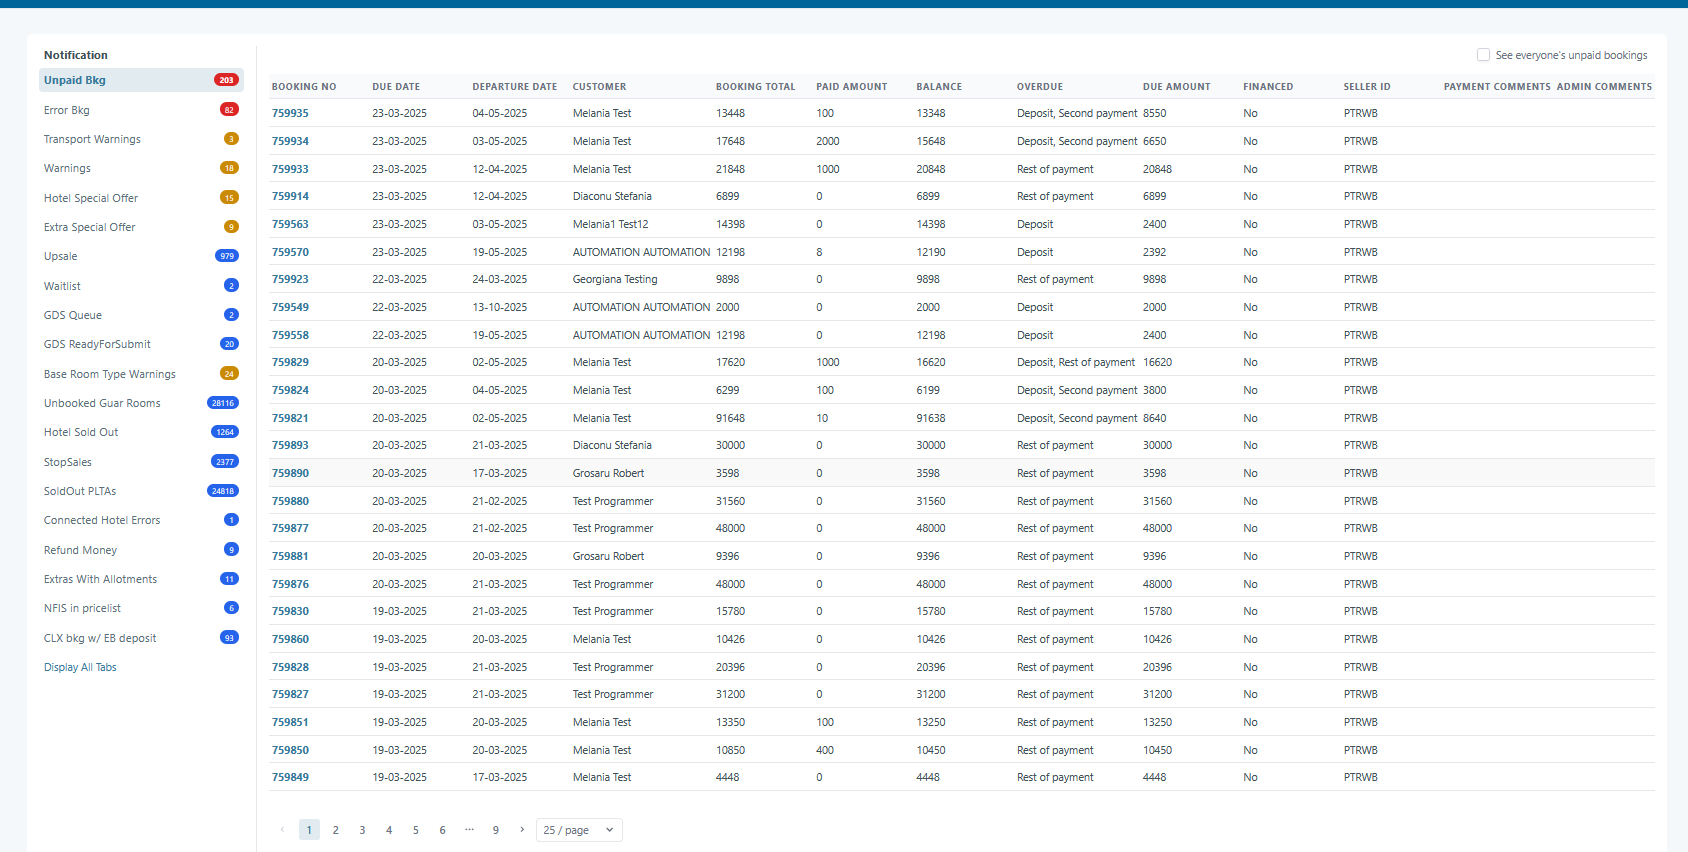 Notification
See everyone's unpaid bookings
Unpaid Bkg 203
Error Bkg 82
Transport Warnings 3
Warnings 18
Hotel Special Offer 15
Extra Special Offer 9
Upsale 979
Waitlist 2
GDS Queue 2
GDS ReadyForSubmit 20
Base Room Type Warnings 24
Unbooked Guar Rooms 28116
Hotel Sold Out 1264
StopSales 2377
SoldOut PLTAs 24818
Connected Hotel Errors 1
Refund Money 9
Extras With Allotments 11
NFIS in pricelist 6
CLX bkg w/ EB deposit 93
Display All Tabs
BOOKING NO DUE DATE DEPARTURE DATE CUSTOMER BOOKING TOTAL PAID AMOUNT BALANCE OVERDUE DUE AMOUNT FINANCED SELLER ID PAYMENT COMMENTS ADMIN COMMENTS
759935 23-03-2025 04-05-2025 Melania Test 13448 100 13348 Deposit, Second payment 8550 No PTRWB
759934 23-03-2025 03-05-2025 Melania Test 17648 2000 15648 Deposit, Second payment 6650 No PTRWB
759933 23-03-2025 12-04-2025 Melania Test 21848 1000 20848 Rest of payment 20848 No PTRWB
759914 23-03-2025 12-04-2025 Diaconu Stefania 6899 0 6899 Rest of payment 6899 No PTRWB
759563 23-03-2025 03-05-2025 Melania1 Test12 14398 0 14398 Deposit 2400 No PTRWB
759570 23-03-2025 19-05-2025 AUTOMATION AUTOMATION 12198 8 12190 Deposit 2392 No PTRWB
759923 22-03-2025 24-03-2025 Georgiana Testing 9898 0 9898 Rest of payment 9898 No PTRWB
759549 22-03-2025 13-10-2025 AUTOMATION AUTOMATION 2000 0 2000 Deposit 2000 No PTRWB
759558 22-03-2025 19-05-2025 AUTOMATION AUTOMATION 12198 0 12198 Deposit 2400 No PTRWB
759829 20-03-2025 02-05-2025 Melania Test 17620 1000 16620 Deposit, Rest of payment 16620 No PTRWB
759824 20-03-2025 04-05-2025 Melania Test 6299 100 6199 Deposit, Second payment 3800 No PTRWB
759821 20-03-2025 02-05-2025 Melania Test 91648 10 91638 Deposit, Second payment 8640 No PTRWB
759893 20-03-2025 21-03-2025 Diaconu Stefania 30000 0 30000 Rest of payment 30000 No PTRWB
759890 20-03-2025 17-03-2025 Grosaru Robert 3598 0 3598 Rest of payment 3598 No PTRWB
759880 20-03-2025 21-02-2025 Test Programmer 31560 0 31560 Rest of payment 31560 No PTRWB
759877 20-03-2025 21-02-2025 Test Programmer 48000 0 48000 Rest of payment 48000 No PTRWB
759881 20-03-2025 20-03-2025 Grosaru Robert 9396 0 9396 Rest of payment 9396 No PTRWB
759876 20-03-2025 21-03-2025 Test Programmer 48000 0 48000 Rest of payment 48000 No PTRWB
759830 19-03-2025 21-03-2025 Test Programmer 15780 0 15780 Rest of payment 15780 No PTRWB
759860 19-03-2025 20-03-2025 Melania Test 10426 0 10426 Rest of payment 10426 No PTRWB
759828 19-03-2025 21-03-2025 Test Programmer 20396 0 20396 Rest of payment 20396 No PTRWB
759827 19-03-2025 21-03-2025 Test Programmer 31200 0 31200 Rest of payment 31200 No PTRWB
759851 19-03-2025 20-03-2025 Melania Test 13350 100 13250 Rest of payment 13250 No PTRWB
759850 19-03-2025 20-03-2025 Melania Test 10850 400 10450 Rest of payment 10450 No PTRWB
759849 19-03-2025 17-03-2025 Melania Test 4448 0 4448 Rest of payment 4448 No PTRWB
1 2 3 4 5 6 ··· 9 25 / page